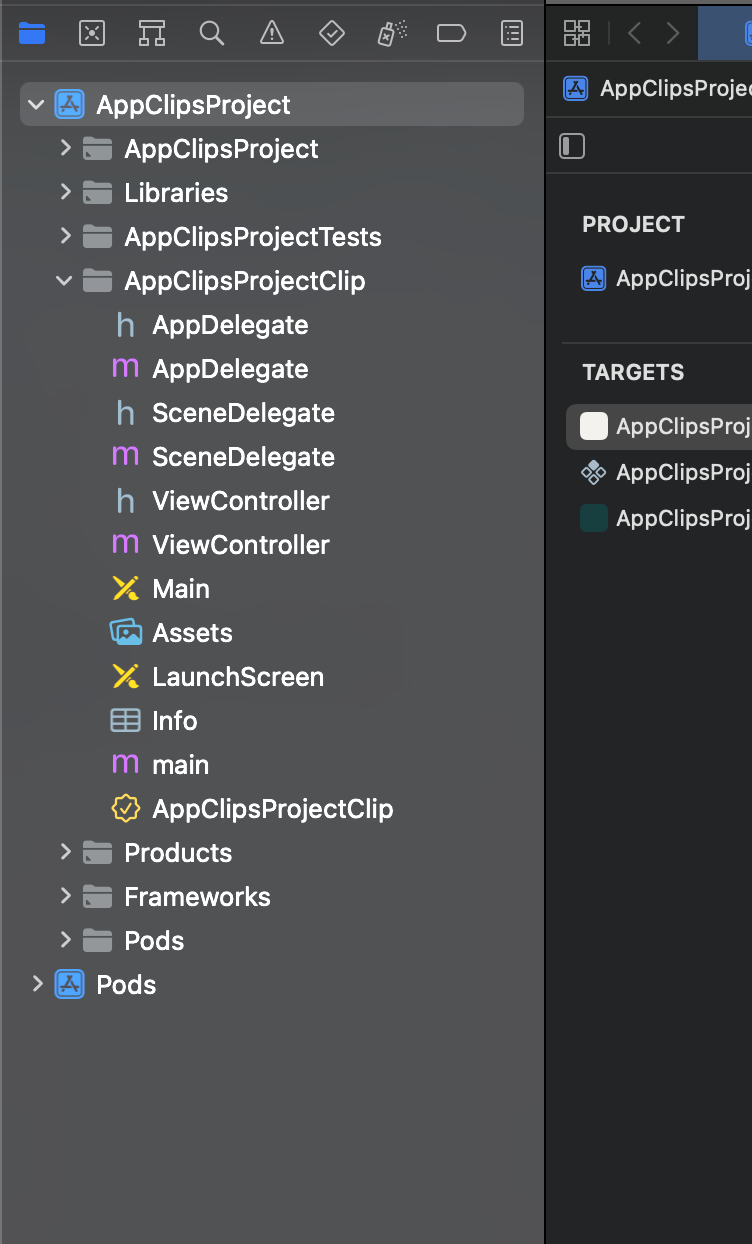 AppClipsProject
AppClipsProject
Libraries
AppClipsProjectTests
AppClipsProjectClip
h AppDelegate
m AppDelegate
h SceneDelegate
m SceneDelegate
h ViewController
m ViewController
Main
Assets
LaunchScreen
Info
m main
AppClipsProjectClip
Products
Frameworks
Pods
Pods
AppClipsProjec
PROJECT
AppClipsProj
TARGETS
AppClipsProj
AppClipsProj
AppClipsProj